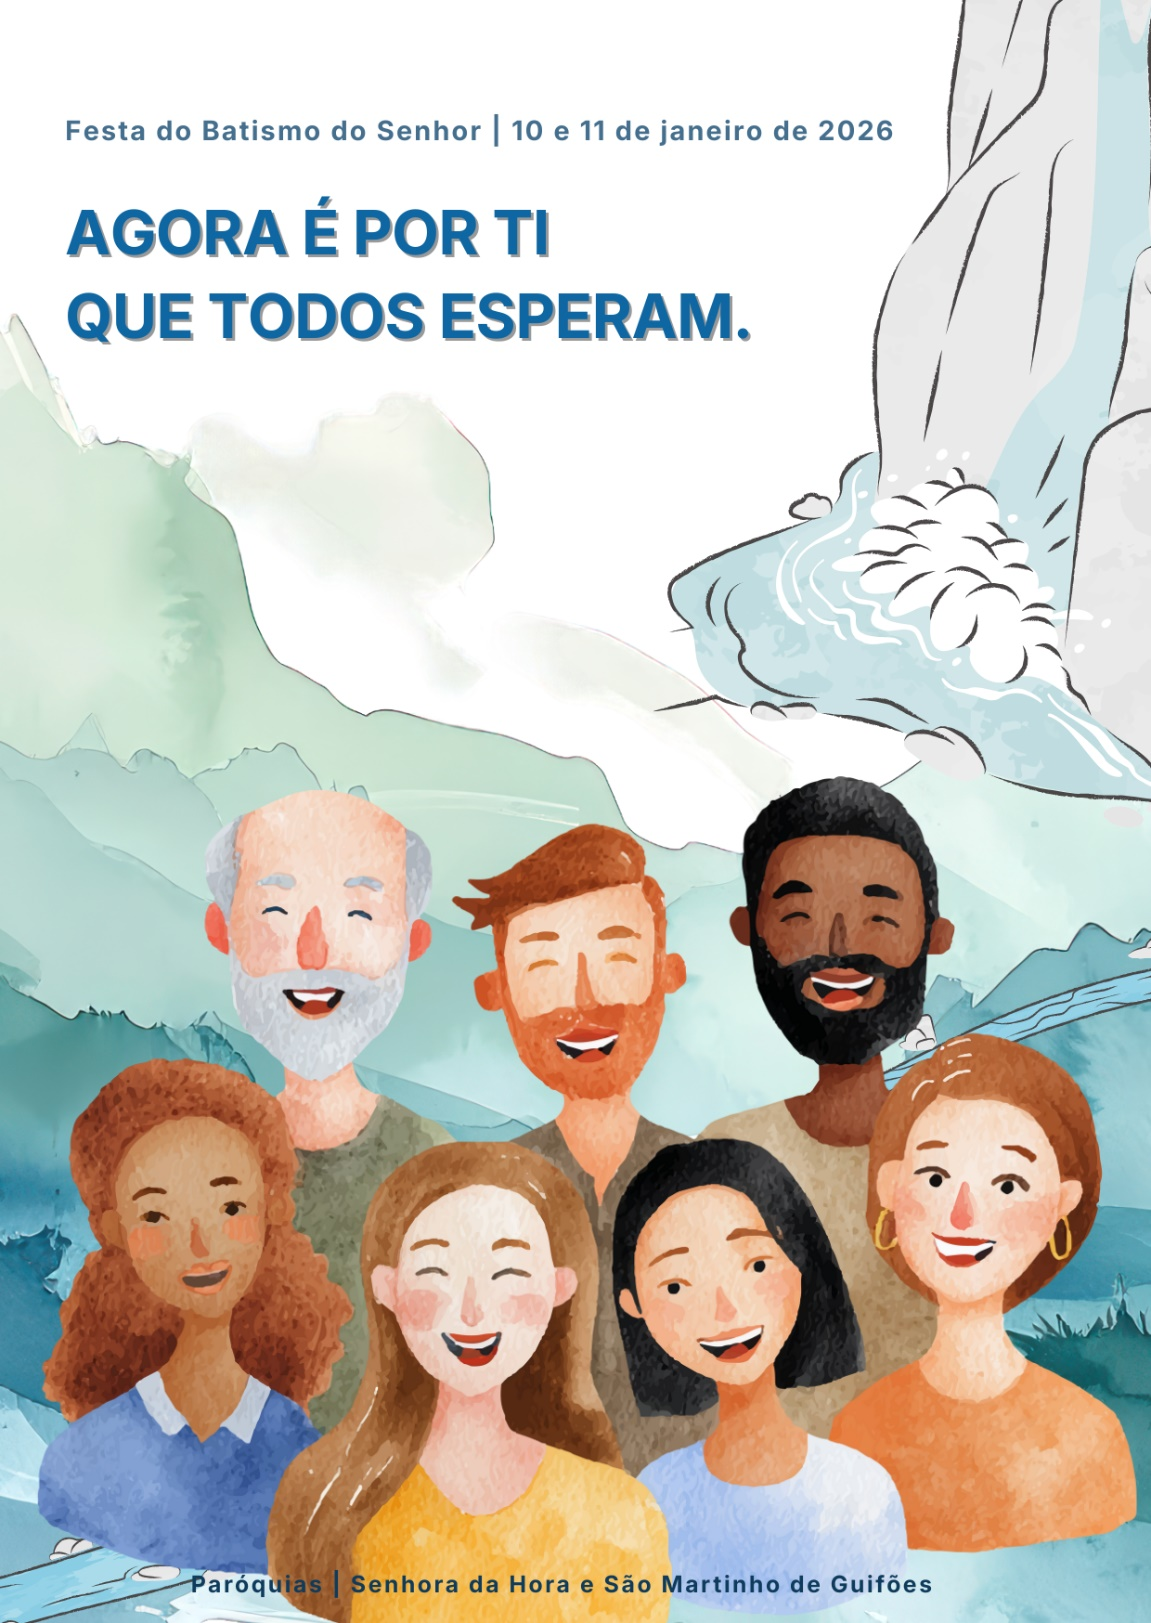 Festa do Batismo do Senhor | 10 e 11 de janeiro de 2026
AGORA É POR TI
QUE TODOS ESPERAM.
Paróquias | Senhora da Hora e São Martinho de Guifões